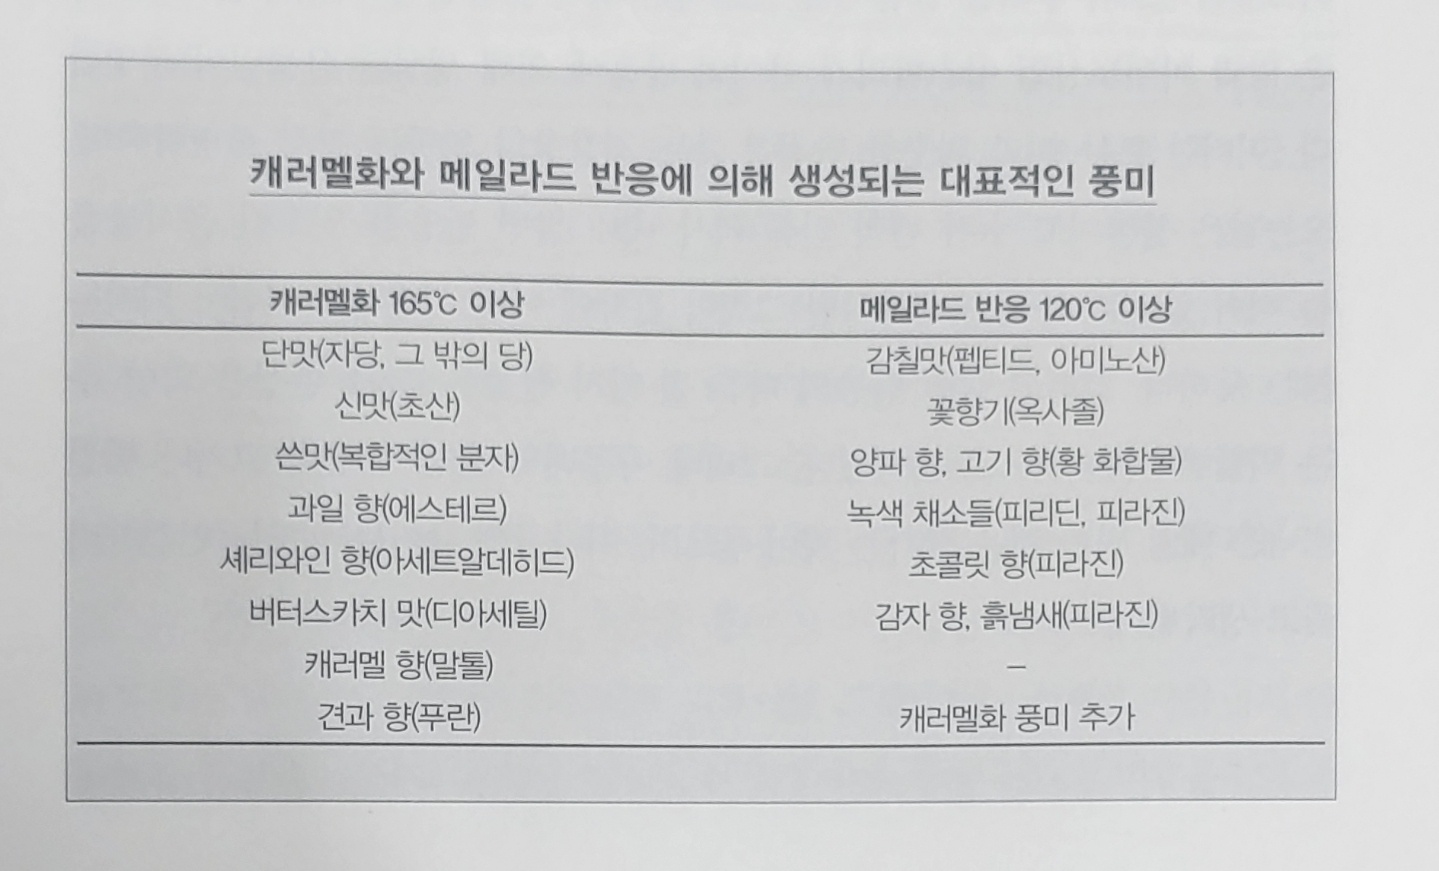 캐러멜화와 메일라드 반응에 의해 생성되는 대표적인 풍미
캐러멜화 165℃ 이상 메일라드 반응 120℃ 이상
단맛(자당, 그 밖의 당) 감칠맛(펩티드, 아미노산)
신맛(초산) 꽃향기(옥사졸)
쓴맛(복합적인 분자) 양파 향, 고기 향(황 화합물)
과일 향(에스테르) 녹색 채소들(피리딘, 피라진)
셰리와인 향(아세트알데히드) 초콜릿 향(피라진)
버터스카치 맛(디아세틸) 감자 향, 흙냄새(피라진)
캐러멜 향(말톨) –
견과 향(푸란) 캐러멜화 풍미 추가